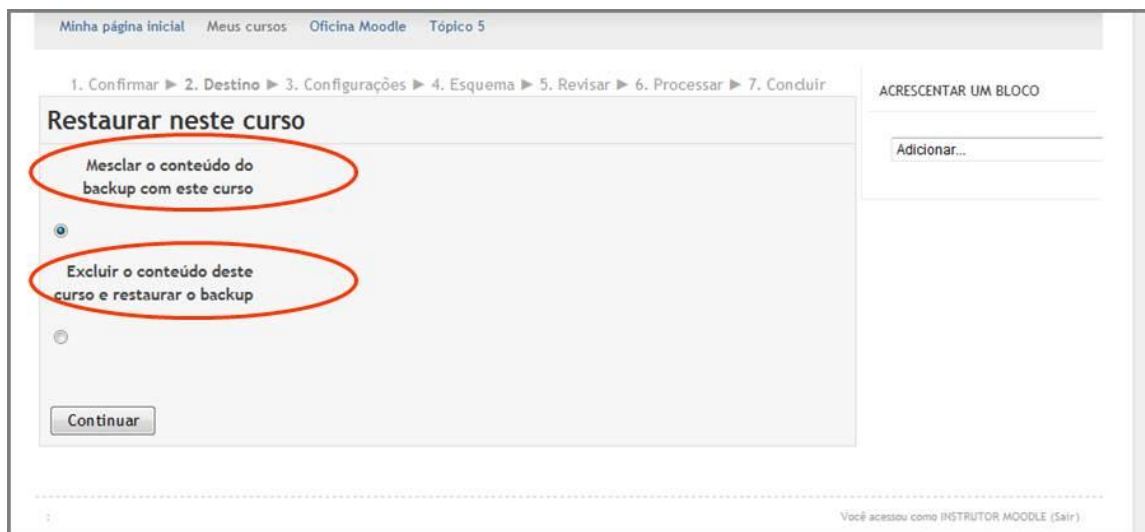 Minha página inicial Meus cursos Oficina Moodle Tópico 5
1. Confirmar ► 2. Destino ► 3. Configurações ► 4. Esquema ► 5. Revisar ► 6. Processar ► 7. Concluir
Restaurar neste curso
Mesclar o conteúdo do
backup com este curso
Excluir o conteúdo deste
curso e restaurar o backup
Continuar
ACRESCENTAR UM BLOCO
Adicionar...
:
Você acessou como INSTRUTOR MOODLE (Sair)